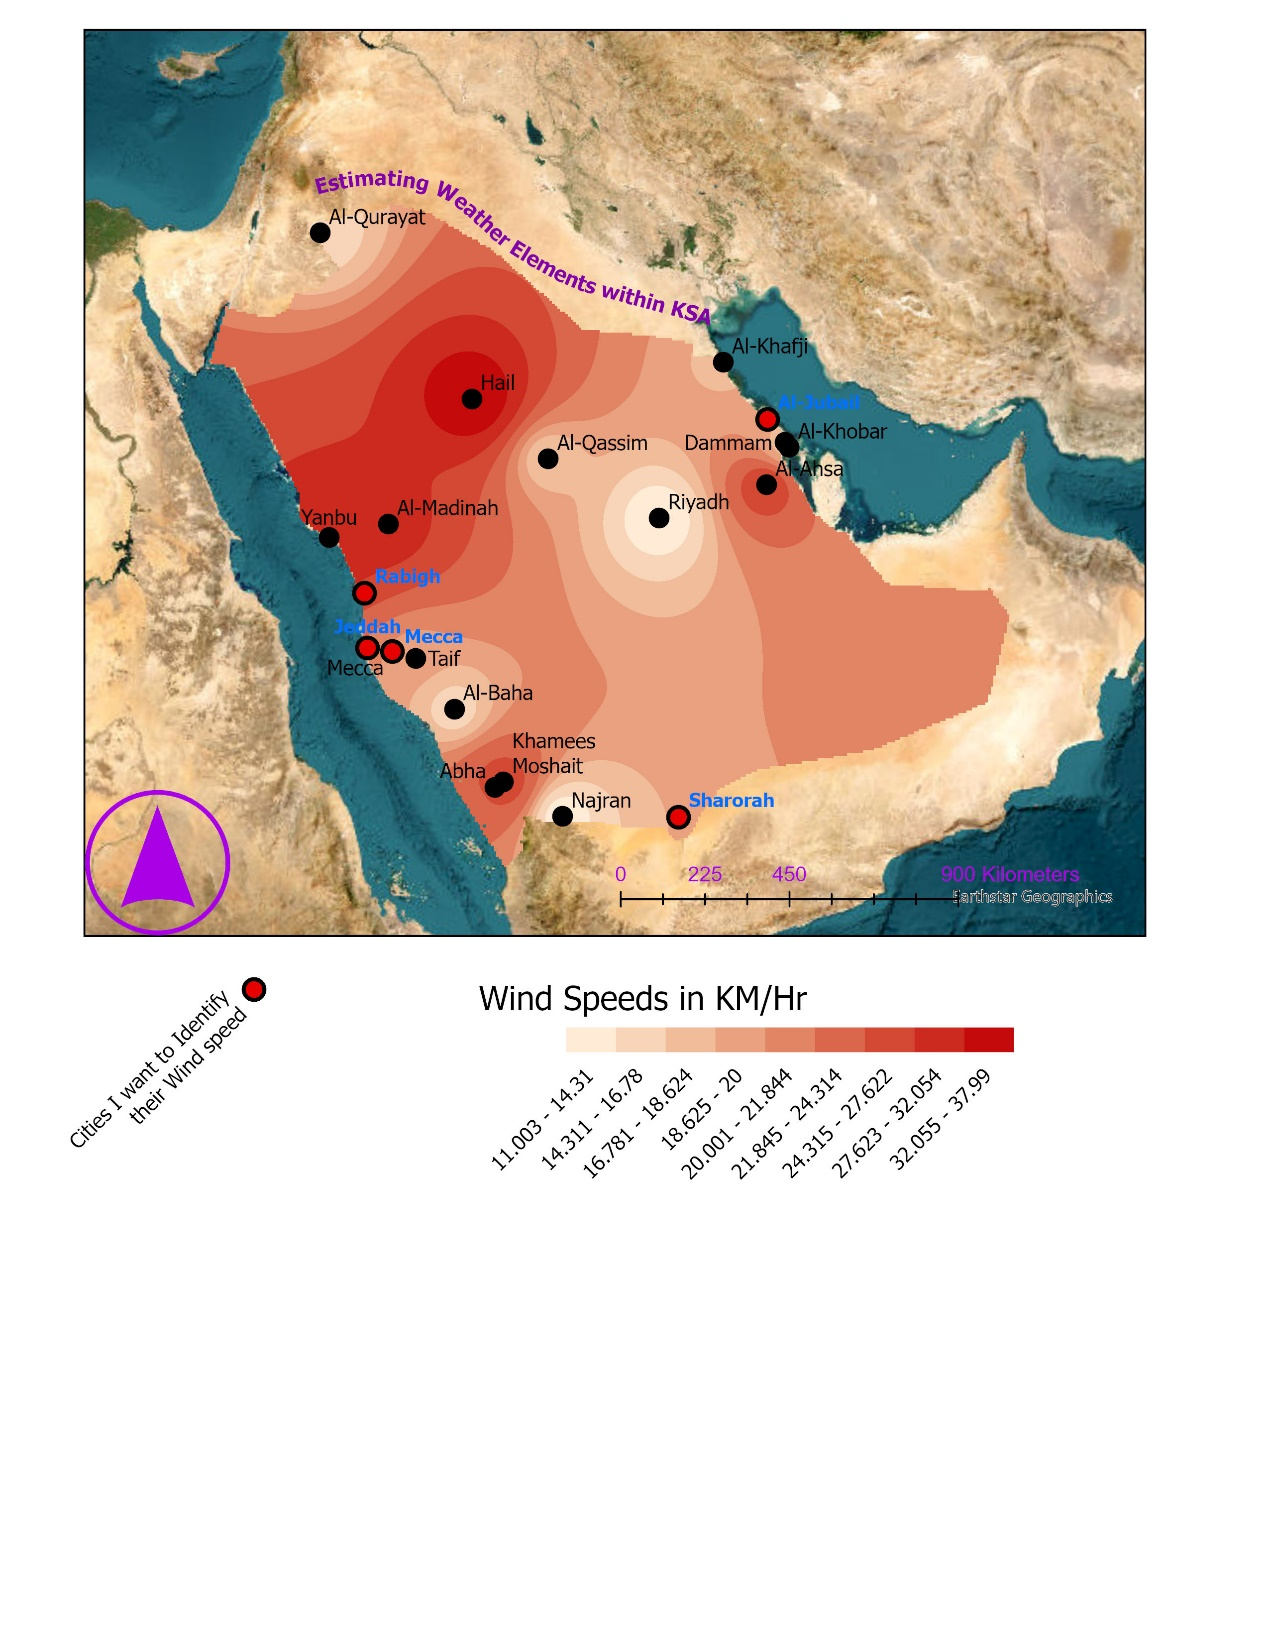 Estimating Weather Elements within KSA
Al-Qurayat
Al-Khafji
Hail
Al-Jubail
Al-Khobar
Al-Qassim
Dammam
Al-Ahsa
Riyadh
Al-Madinah
Yanbu
Rabigh
Jeddah
Mecca
Taif
Mecca
Al-Baha
Khamees
Moshait
Abha
Najran
Sharorah
0 225 450 900 Kilometers
Earthstar Geographics
Cities I want to Identify
their Wind speed
Wind Speeds in KM/Hr
11.003 - 14.31
14.311 - 16.78
16.781 - 18.624
18.625 - 20
20.001 - 21.844
21.845 - 24.314
24.315 - 27.622
27.623 - 32.054
32.055 - 37.99